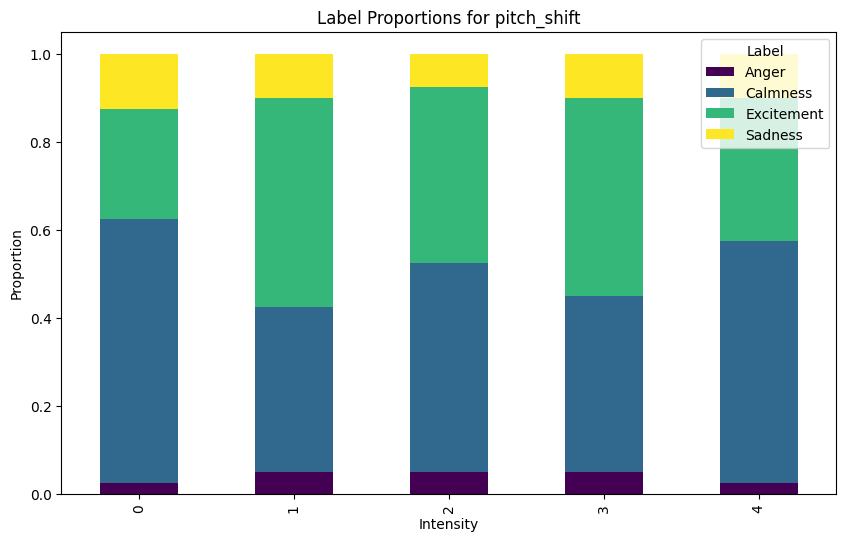 Label Proportions for pitch_shift
Label
Anger
Calmness
Excitement
Sadness
1.0
0.8
0.6
0.4
0.2
0.0
Proportion
0 1 2 3 4
Intensity